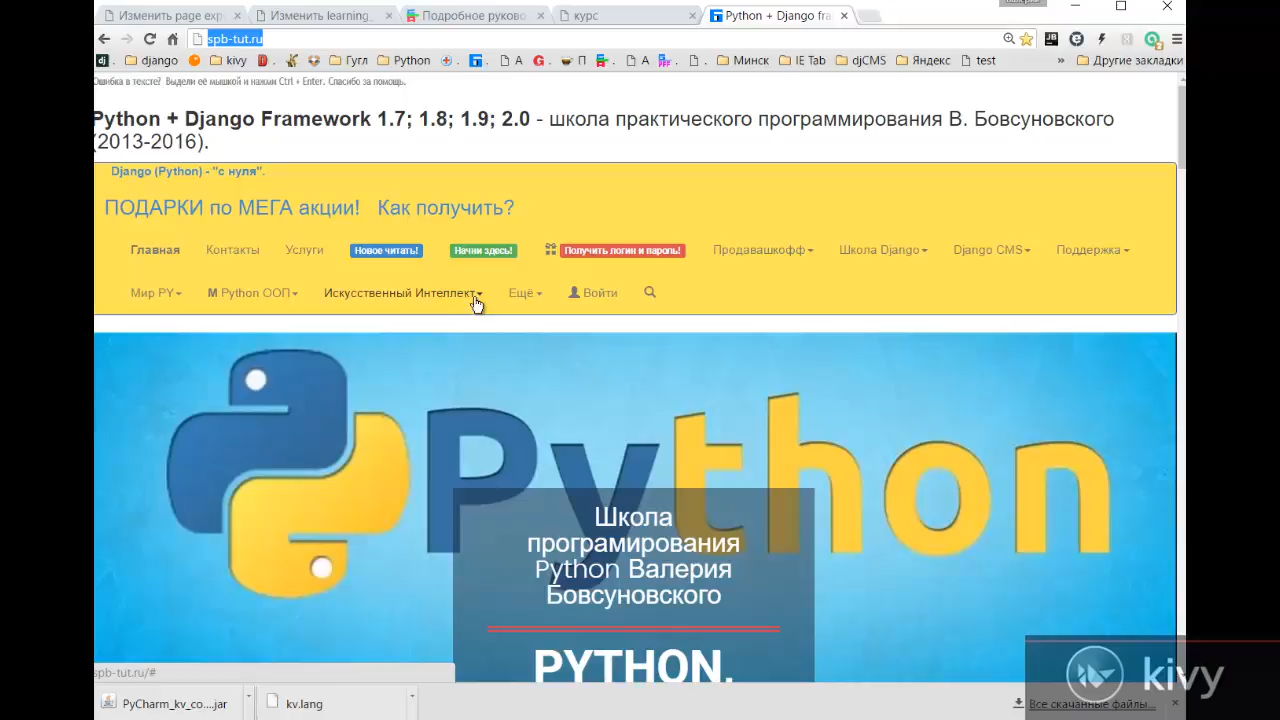 Изменить page exp
Изменить learning_
Подробное руково
курс
Python + Django fra
spb-tut.ru
django
kivy
Гугл
Python
А
П
А
Минск
IE Tab
djCMS
Яндекс
test
» Другие закладки
Ошибка в тексте? Выдели её мышкой и нажми Ctrl + Enter. Спасибо за помощь.
Python + Django Framework 1.7; 1.8; 1.9; 2.0 - школа практического программирования В. Бовсуновского
(2013-2016).
Django (Python) - "с нуля".
ПОДАРКИ по МЕГА акции! Как получить?
Главная Контакты Услуги Новое читать! Начни здесь! Получить логин и пароль! Продавашкофф Школа Django Django CMS Поддержка
Мир PY M Python ООП Искусственный Интеллект Ещё Войти
Python
Школа
програмирования
Python Валерия
Бовсуновского
PYTHON.
spb-tut.ru/#
PyCharm_kv_co....jar
kv.lang
Все скачанные файлы...
kivy